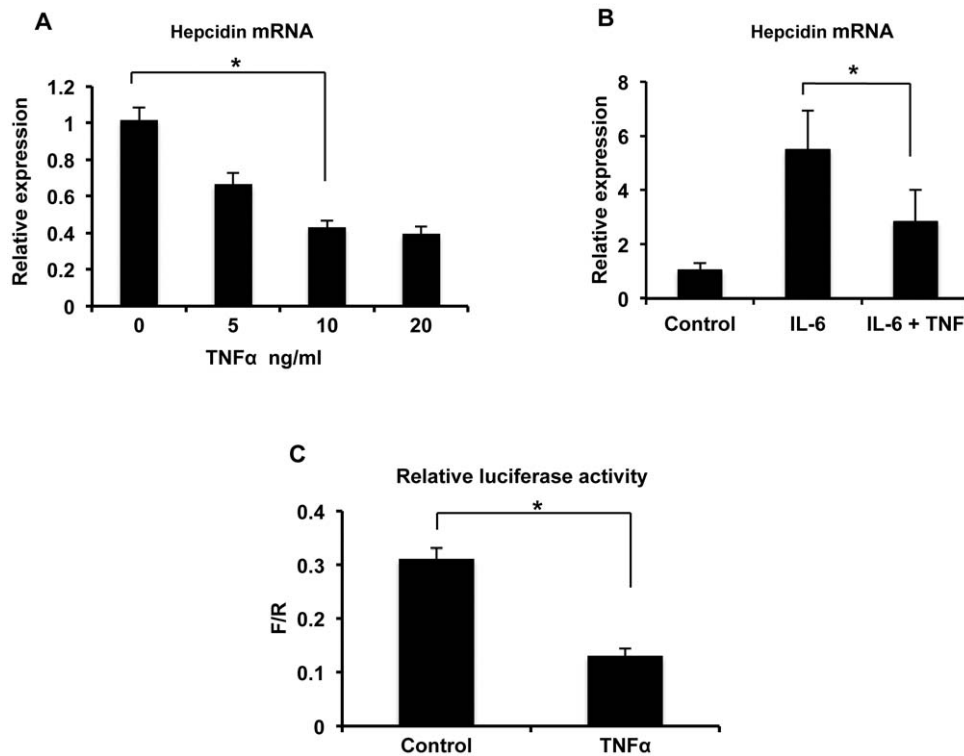 A
Hepcidin mRNA
*
Relative expression
1.2
1
0.8
0.6
0.4
0.2
0
0 5 10 20
TNFα ng/ml
B
Hepcidin mRNA
*
Relative expression
8
6
4
2
0
Control IL-6 IL-6 + TNF
C
Relative luciferase activity
*
F/R
0.4
0.3
0.2
0.1
0
Control TNFα